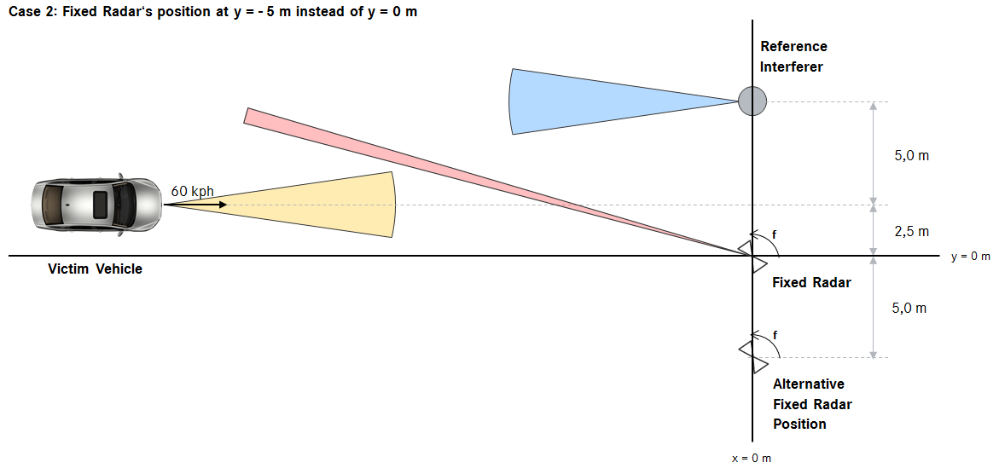 Case 2: Fixed Radar's position at y = - 5 m instead of y = 0 m
Reference
Interferer
5,0 m
60 kph
2,5 m
f
y = 0 m
Victim Vehicle
Fixed Radar
5,0 m
f
Alternative
Fixed Radar
Position
x = 0 m